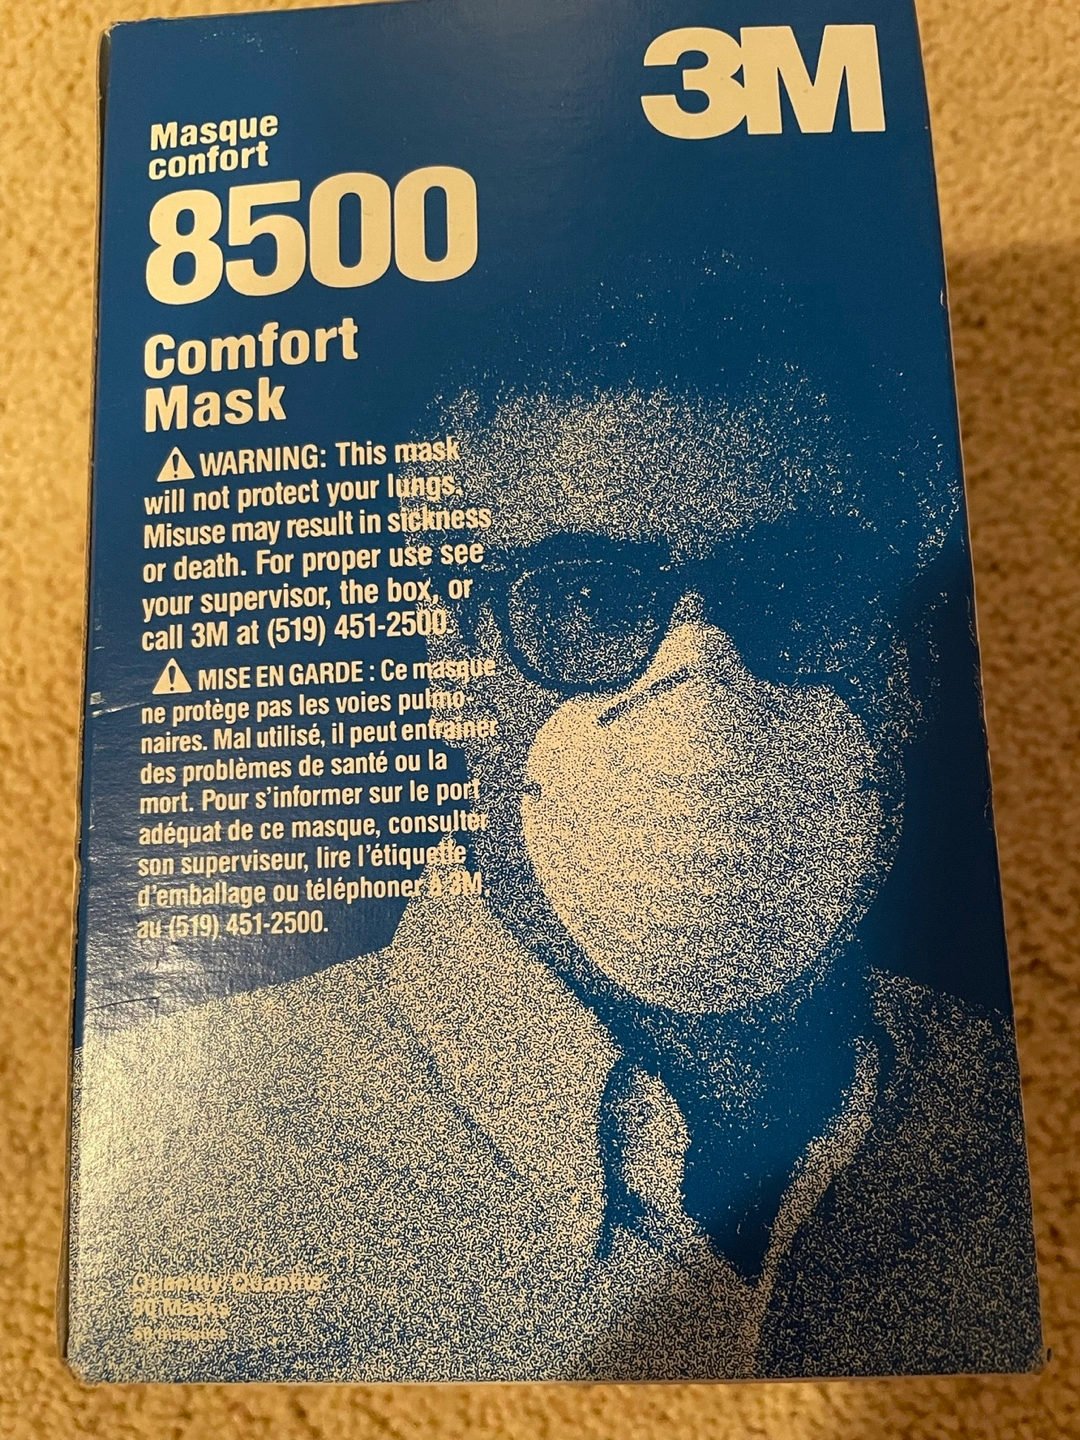 3M
Masque
confort
8500
Comfort
Mask
WARNING: This mask
will not protect your lungs.
Misuse may result in sickness
or death. For proper use see
your supervisor, the box, or
call 3M at (519) 451-2500.
MISE EN GARDE : Ce masque
ne protège pas les voies pulmo-
naires. Mal utilisé, il peut entraîner
des problèmes de santé ou la
mort. Pour s'informer sur le port
adéquat de ce masque, consulter
son superviseur, lire l'étiquette
d'emballage ou téléphoner à 3M,
au (519) 451-2500.
Quantity/Quantité
Masks
masques